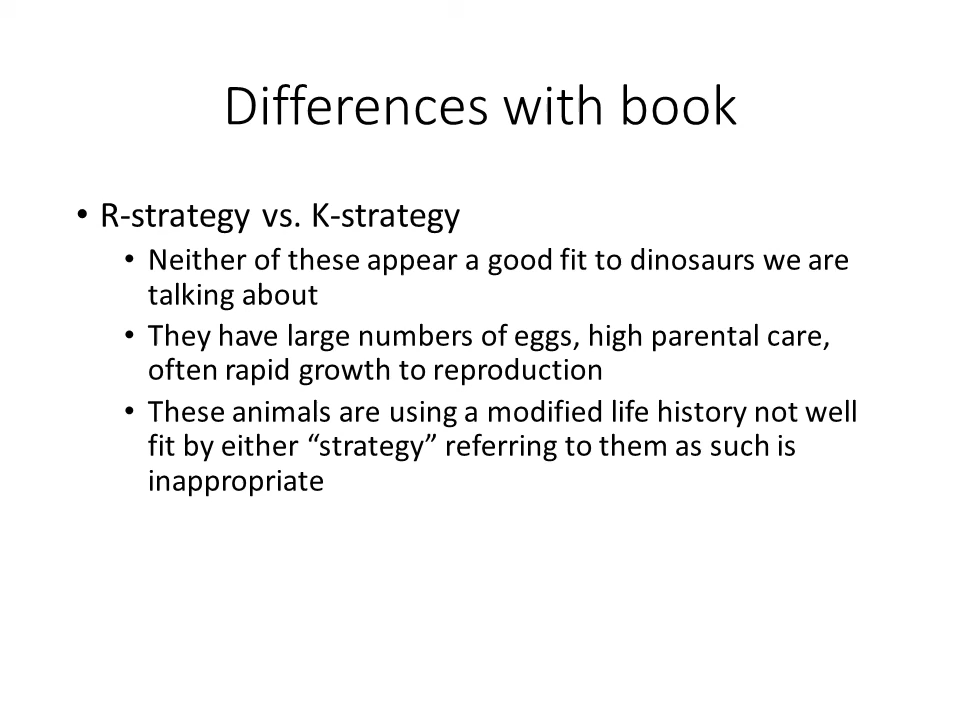 Differences with book
• R-strategy vs. K-strategy
• Neither of these appear a good fit to dinosaurs we are
talking about
• They have large numbers of eggs, high parental care,
often rapid growth to reproduction
• These animals are using a modified life history not well
fit by either “strategy” referring to them as such is
inappropriate